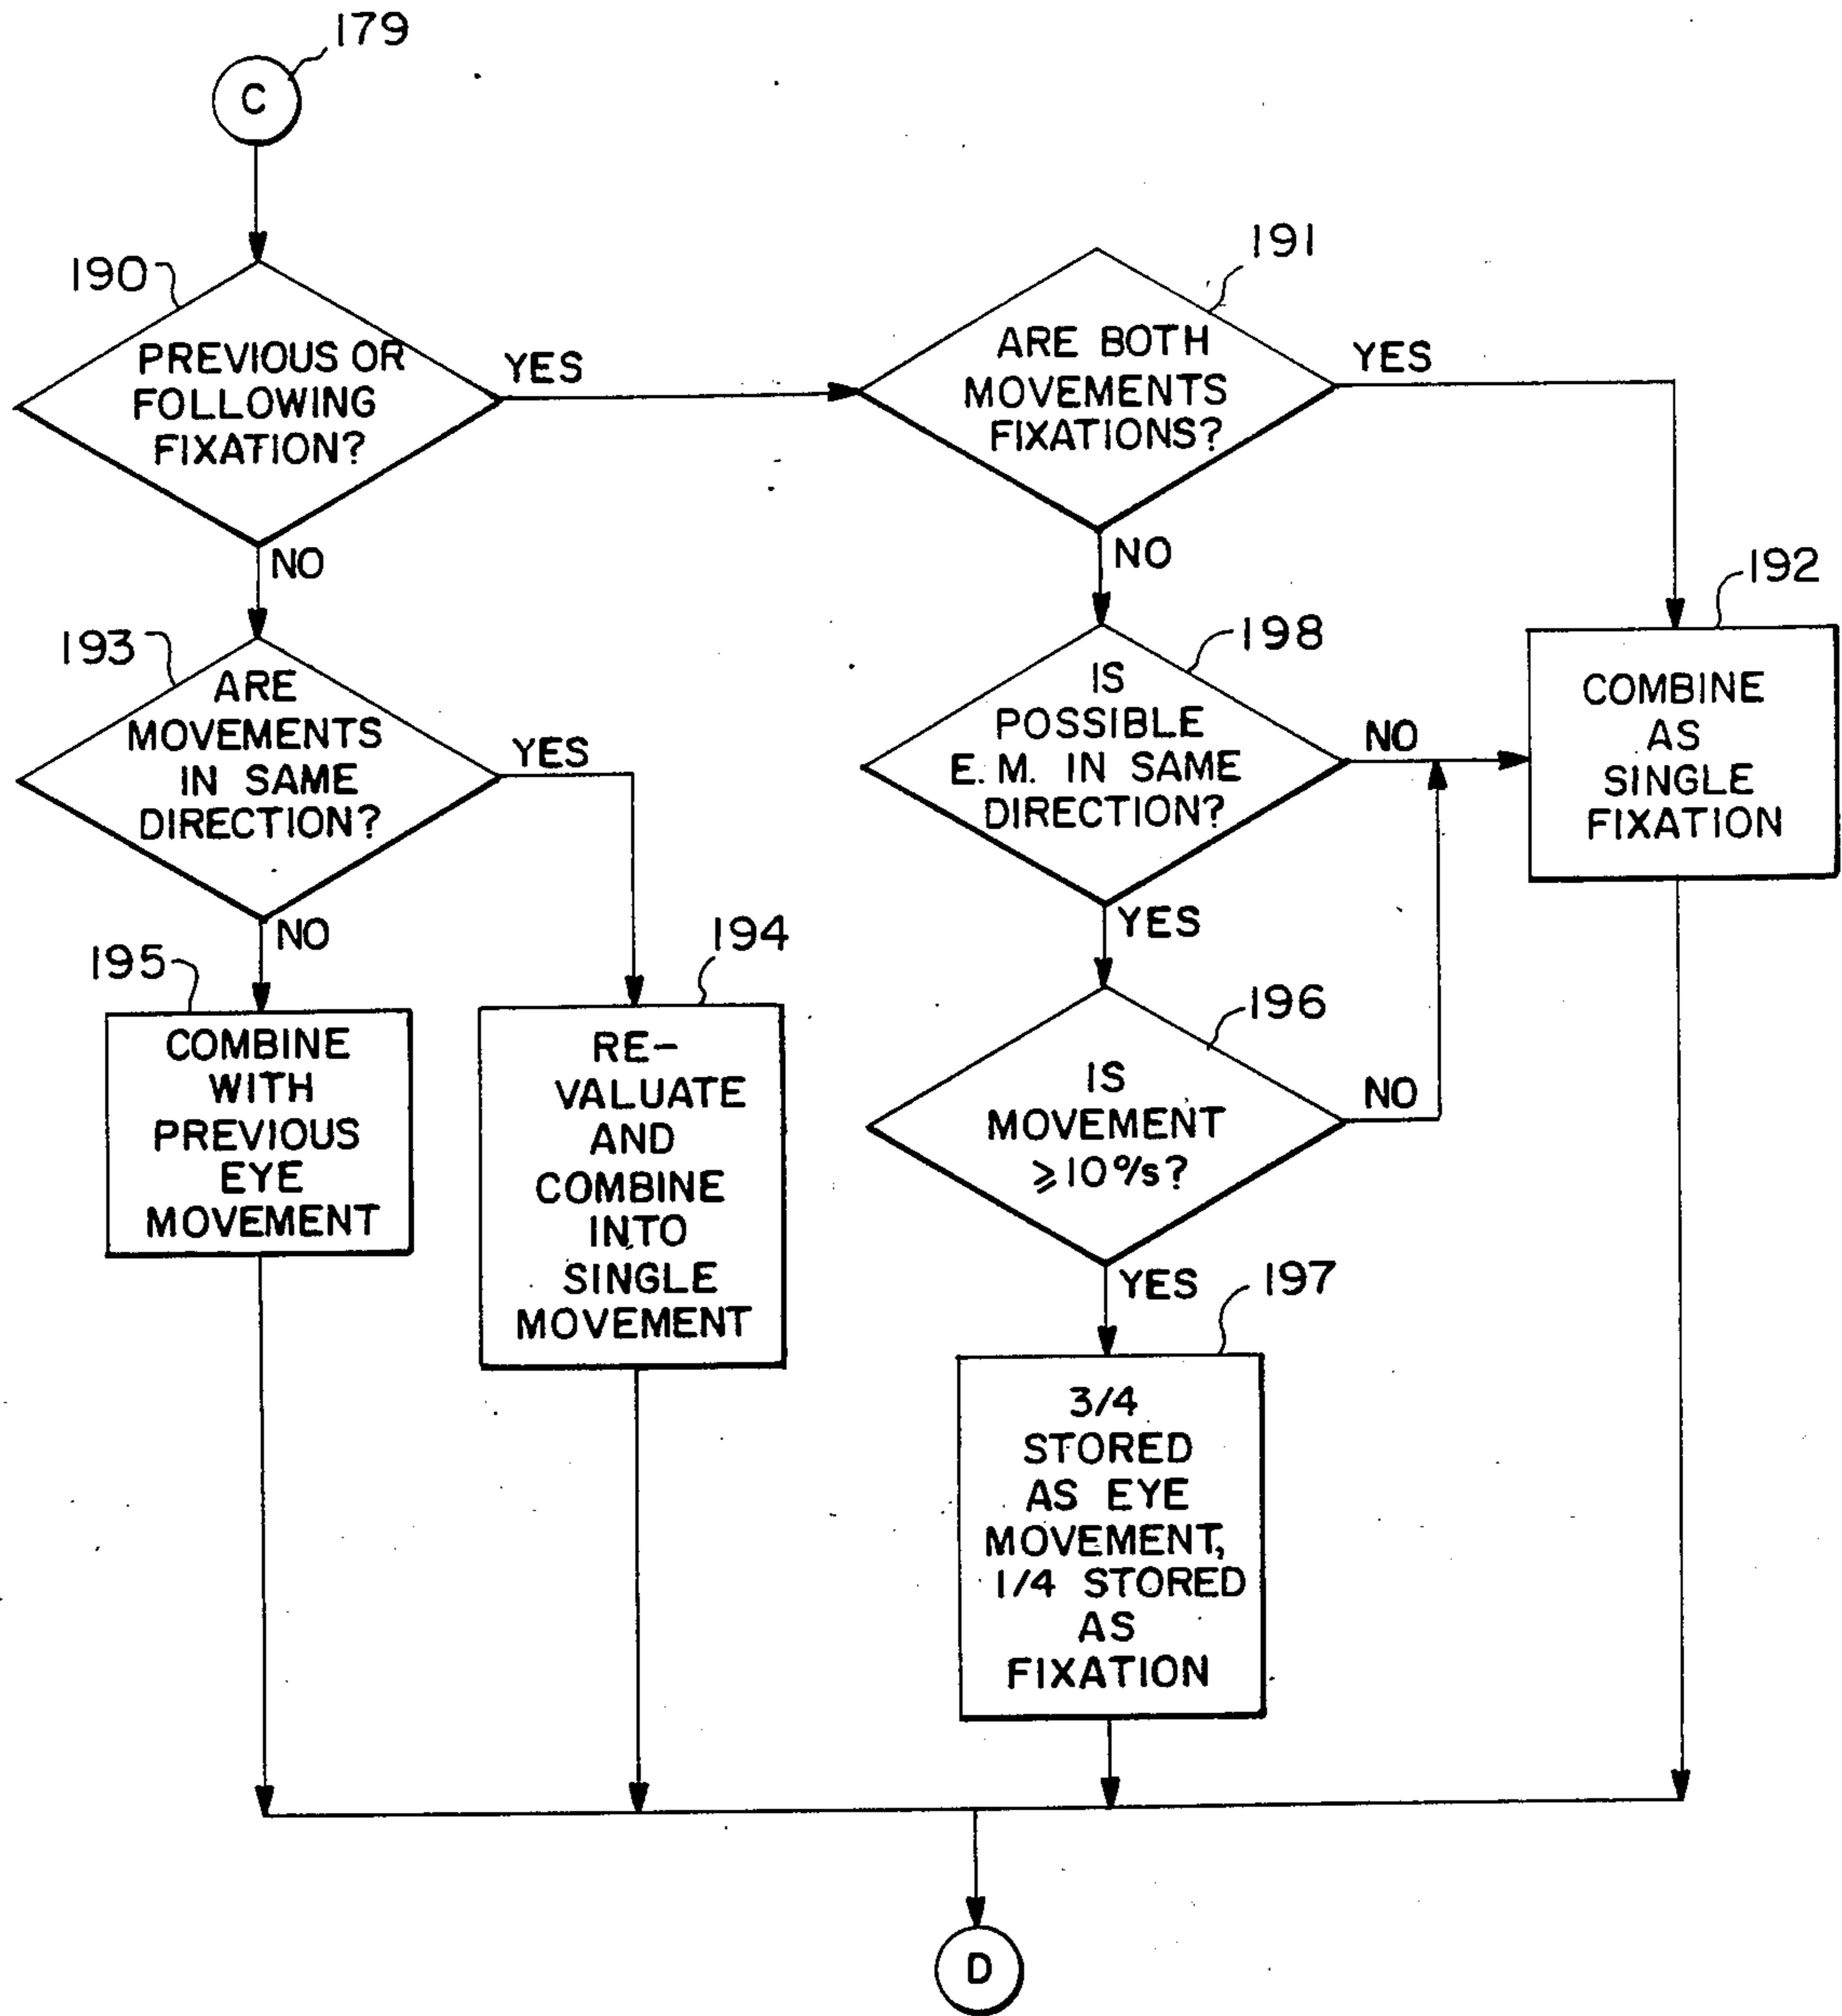 179
C
190
PREVIOUS OR
FOLLOWING
FIXATION?
YES
NO
191
ARE BOTH
MOVEMENTS
FIXATIONS?
YES
NO
192
COMBINE
AS
SINGLE
FIXATION
193
ARE
MOVEMENTS
IN SAME
DIRECTION?
YES
NO
198
IS
POSSIBLE
E. M. IN SAME
DIRECTION?
NO
YES
195
COMBINE
WITH
PREVIOUS
EYE
MOVEMENT
194
RE-
VALUATE
AND
COMBINE
INTO
SINGLE
MOVEMENT
196
IS
MOVEMENT
≥10°/s?
NO
YES
197
3/4
STORED
AS EYE
MOVEMENT,
1/4 STORED
AS
FIXATION
D